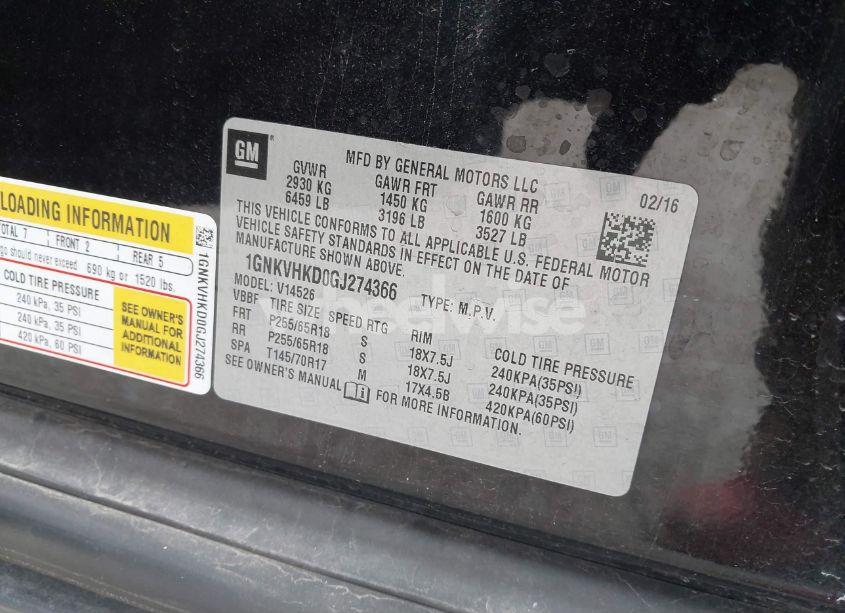 LOADING INFORMATION
TOTAL 7 FRONT 2 REAR 5
go should never exceed 690 kg or 1520 lbs.
COLD TIRE PRESSURE
240 kPa, 35 PSI
240 kPa, 35 PSI
420 kPa, 60 PSI
SEE OWNER'S
MANUAL FOR
ADDITIONAL
INFORMATION
1GNKVHKD0GJ274366
GM
MFD BY GENERAL MOTORS LLC
02/16
GVWR GAWR FRT GAWR RR
2930 KG 1450 KG 1600 KG
6459 LB 3196 LB 3527 LB
THIS VEHICLE CONFORMS TO ALL APPLICABLE U.S. FEDERAL MOTOR
VEHICLE SAFETY STANDARDS IN EFFECT ON THE DATE OF
MANUFACTURE SHOWN ABOVE.
1GNKVHKD0GJ274366 TYPE: M.P.V.
MODEL: V14526
VBBF TIRE SIZE SPEED RTG RIM COLD TIRE PRESSURE
FRT P255/65R18 S 18X7.5J 240KPA(35PSI)
RR P255/65R18 S 18X7.5J 240KPA(35PSI)
SPA T145/70R17 M 17X4.5B 420KPA(60PSI)
SEE OWNER'S MANUAL FOR MORE INFORMATION.
wheelwise